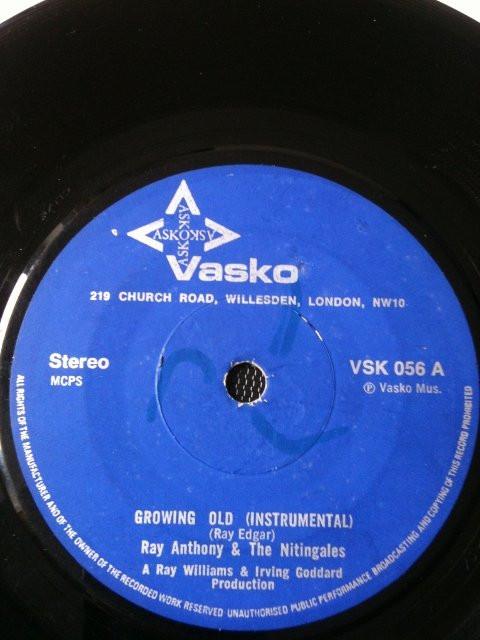 ASKOKSA
ASKOKSA
Vasko
219 CHURCH ROAD, WILLESDEN, LONDON, NW10
Stereo
MCPS
VSK 056 A
Ⓟ Vasko Mus.
GROWING OLD (INSTRUMENTAL)
(Ray Edgar)
Ray Anthony & The Nitingales
A Ray Williams & Irving Goddard
Production
ALL RIGHTS OF THE MANUFACTURER AND OF THE OWNER OF THE RECORDED WORK RESERVED UNAUTHORISED PUBLIC PERFORMANCE BROADCASTING AND COPYING OF THIS RECORD PROHIBITED